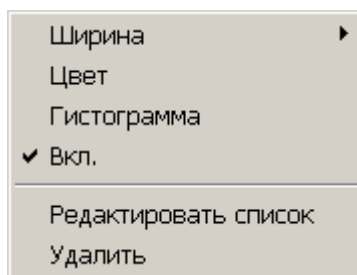 Ширина
Цвет
Гистограмма
Вкл.
Редактировать список
Удалить